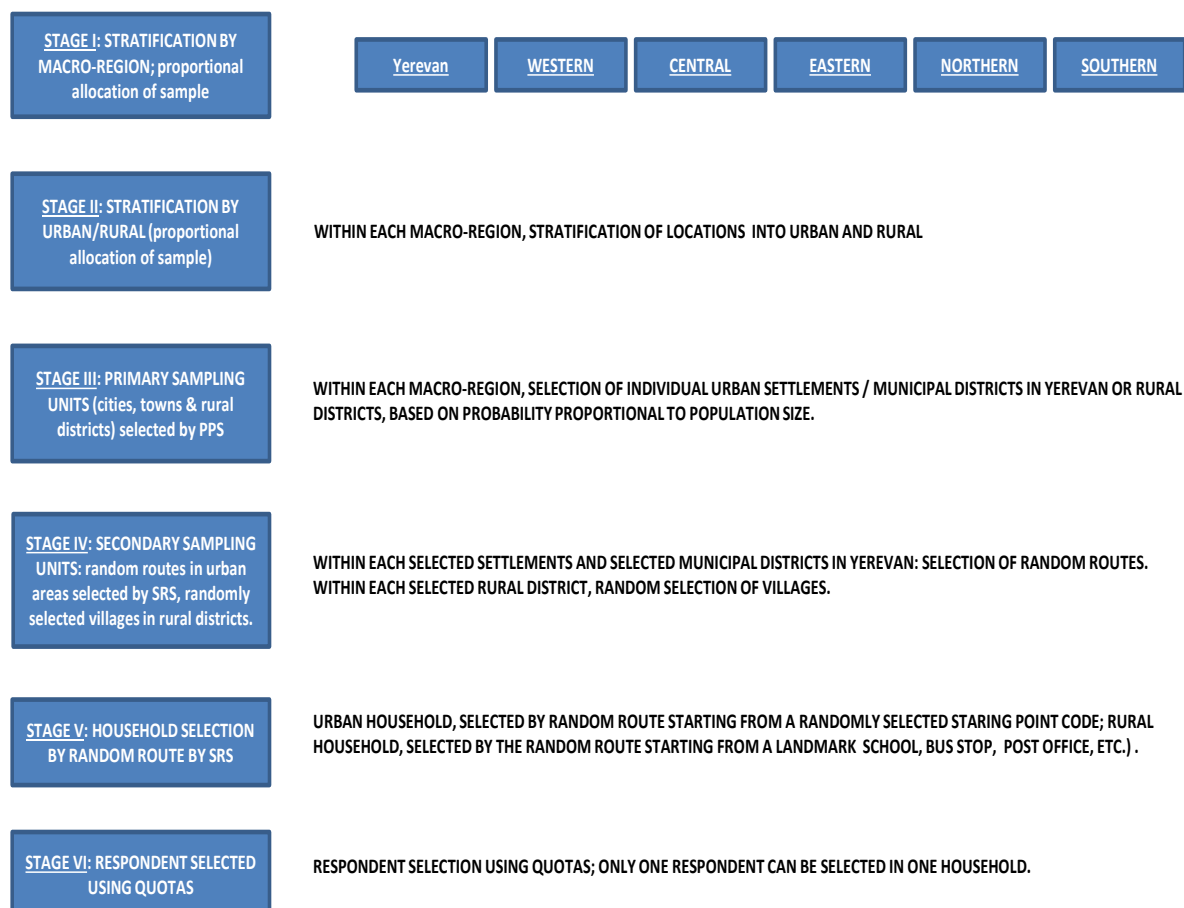 STAGE I: STRATIFICATION BY
MACRO-REGION; proportional
allocation of sample
Yerevan
WESTERN
CENTRAL
EASTERN
NORTHERN
SOUTHERN
STAGE II: STRATIFICATION BY
URBAN/RURAL (proportional
allocation of sample)
WITHIN EACH MACRO-REGION, STRATIFICATION OF LOCATIONS INTO URBAN AND RURAL
STAGE III: PRIMARY SAMPLING
UNITS (cities, towns & rural
districts) selected by PPS
WITHIN EACH MACRO-REGION, SELECTION OF INDIVIDUAL URBAN SETTLEMENTS / MUNICIPAL DISTRICTS IN YEREVAN OR RURAL
DISTRICTS, BASED ON PROBABILITY PROPORTIONAL TO POPULATION SIZE.
STAGE IV: SECONDARY SAMPLING
UNITS: random routes in urban
areas selected by SRS, randomly
selected villages in rural districts.
WITHIN EACH SELECTED SETTLEMENTS AND SELECTED MUNICIPAL DISTRICTS IN YEREVAN: SELECTION OF RANDOM ROUTES.
WITHIN EACH SELECTED RURAL DISTRICT, RANDOM SELECTION OF VILLAGES.
STAGE V: HOUSEHOLD SELECTION
BY RANDOM ROUTE BY SRS
URBAN HOUSEHOLD, SELECTED BY RANDOM ROUTE STARTING FROM A RANDOMLY SELECTED STARING POINT CODE; RURAL
HOUSEHOLD, SELECTED BY THE RANDOM ROUTE STARTING FROM A LANDMARK SCHOOL, BUS STOP, POST OFFICE, ETC.) .
STAGE VI: RESPONDENT SELECTED
USING QUOTAS
RESPONDENT SELECTION USING QUOTAS; ONLY ONE RESPONDENT CAN BE SELECTED IN ONE HOUSEHOLD.